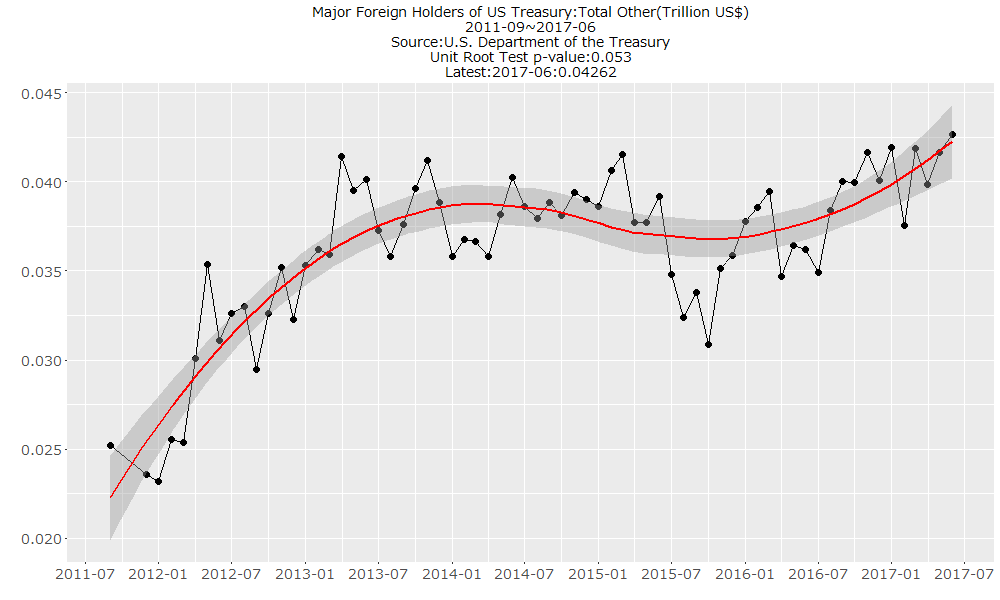 Major Foreign Holders of US Treasury:Total Other(Trillion US$)
2011-09~2017-06
Source:U.S. Department of the Treasury
Unit Root Test p-value:0.053
Latest:2017-06:0.04262
0.045
0.040
0.035
0.030
0.025
0.020
2011-07 2012-01 2012-07 2013-01 2013-07 2014-01 2014-07 2015-01 2015-07 2016-01 2016-07 2017-01 2017-07